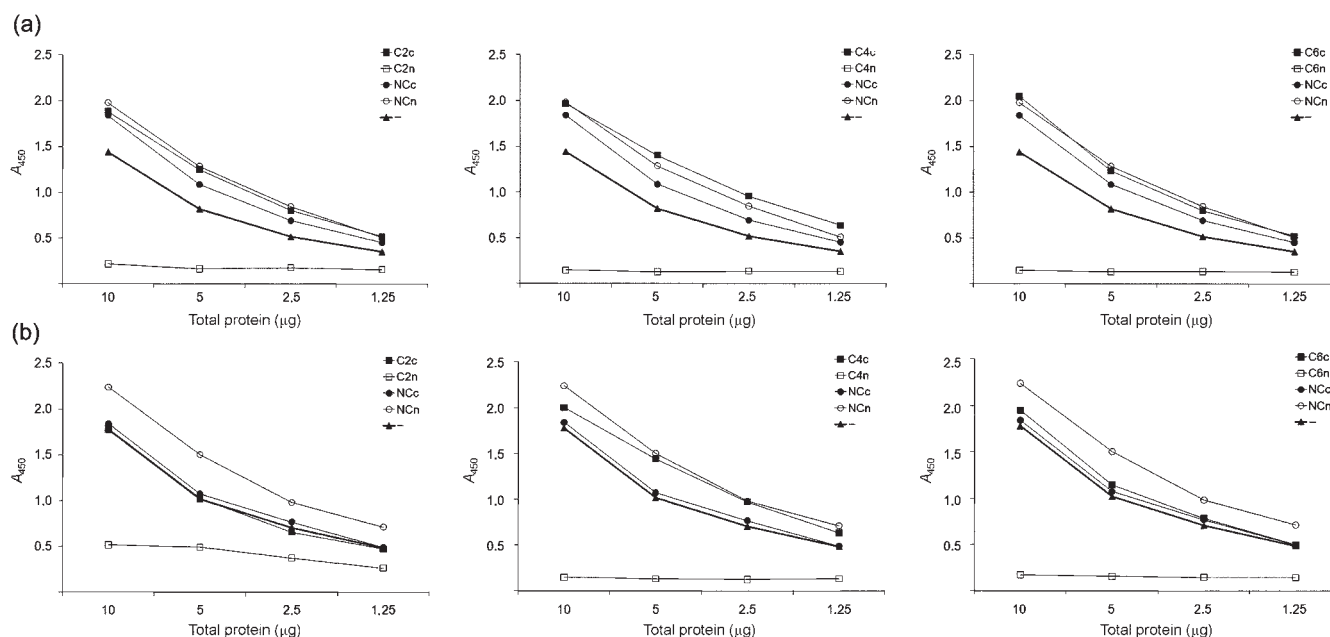 (a)
2.5
2.0
1.5
1.0
0.5
A450
C2c
C2n
NCc
NCn
–
10 5 2.5 1.25
Total protein (μg)
2.5
2.0
1.5
1.0
0.5
A450
C4c
C4n
NCc
NCn
–
10 5 2.5 1.25
Total protein (μg)
2.5
2.0
1.5
1.0
0.5
A450
C6c
C6n
NCc
NCn
–
10 5 2.5 1.25
Total protein (μg)
(b)
2.5
2.0
1.5
1.0
0.5
A450
C2c
C2n
NCc
NCn
–
10 5 2.5 1.25
Total protein (μg)
2.5
2.0
1.5
1.0
0.5
A450
C4c
C4n
NCc
NCn
–
10 5 2.5 1.25
Total protein (μg)
2.5
2.0
1.5
1.0
0.5
A450
C6c
C6n
NCc
NCn
–
10 5 2.5 1.25
Total protein (μg)